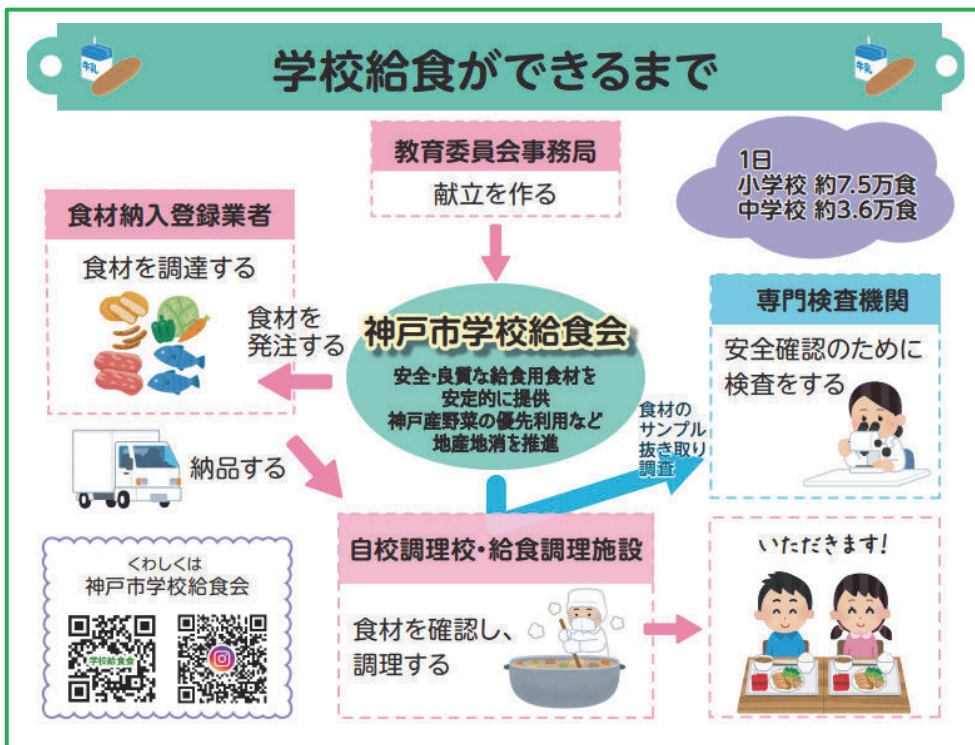 牛乳
学校給食ができるまで
牛乳
教育委員会事務局
献立を作る
1日
小学校 約7.5万食
中学校 約3.6万食
食材納入登録業者
食材を調達する
食材を
発注する
神戸市学校給食会
安全・良質な給食用食材を
安定的に提供
神戸産野菜の優先利用など
地産地消を推進
専門検査機関
安全確認のために
検査をする
食材の
サンプル
抜き取り
調査
納品する
自校調理校・給食調理施設
食材を確認し、
調理する
いただきます!
くわしくは
神戸市学校給食会
学校給食会